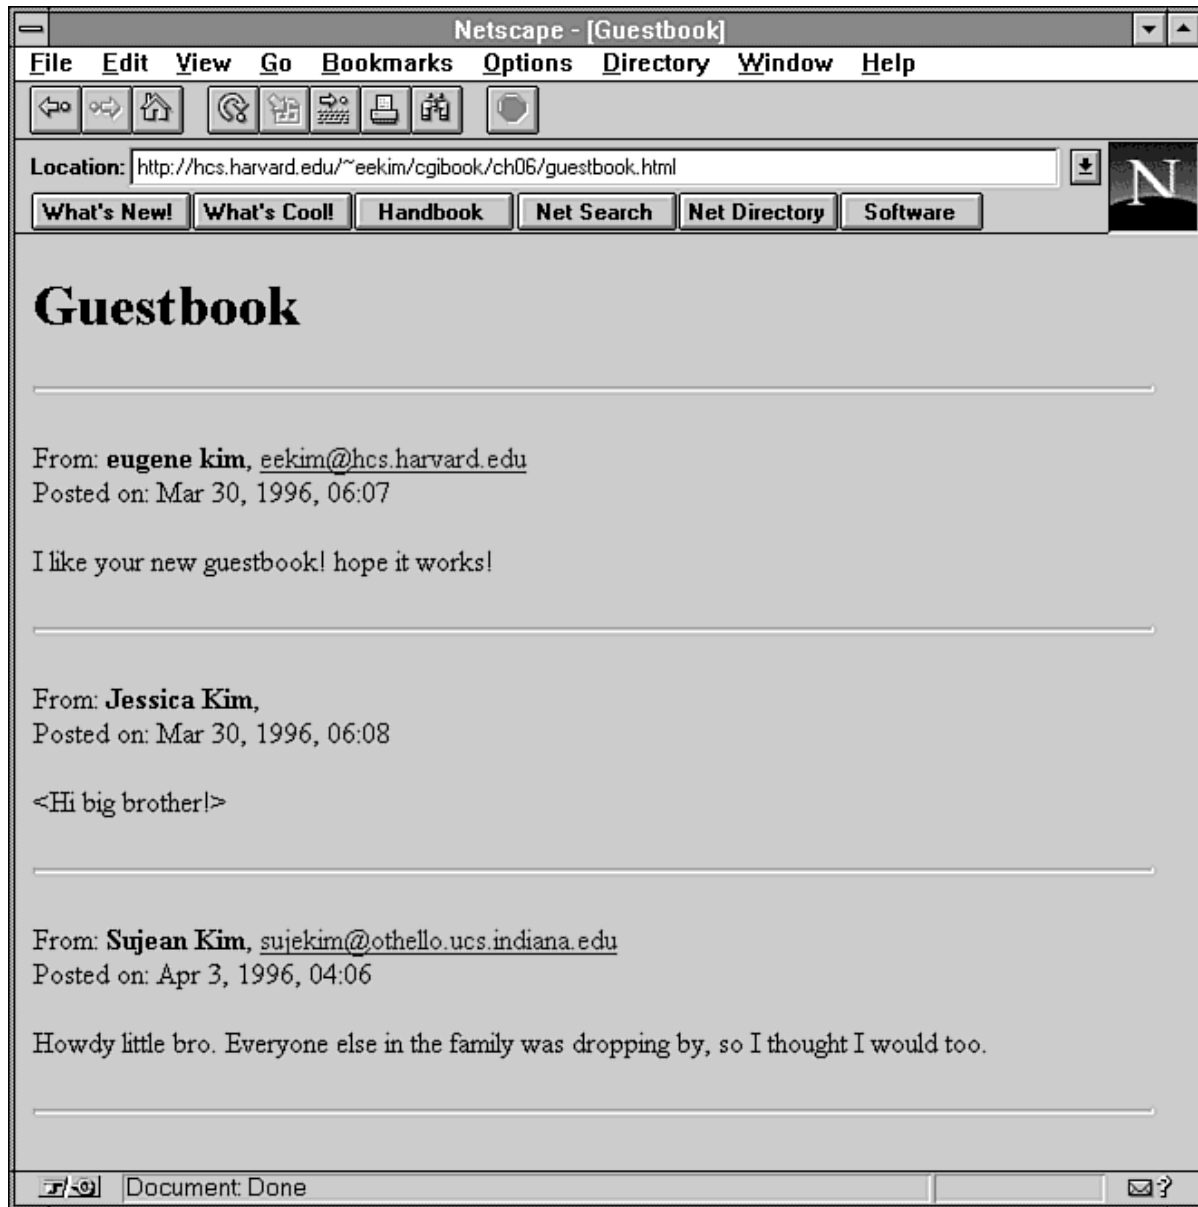 Netscape - [Guestbook]
File Edit View Go Bookmarks Options Directory Window Help
Location: http://hcs.harvard.edu/~eekim/cgibook/ch06/guestbook.html
N
What's New! What's Cool! Handbook Net Search Net Directory Software
Guestbook
From: eugene kim, eekim@hcs.harvard.edu
Posted on: Mar 30, 1996, 06:07
I like your new guestbook! hope it works!
From: Jessica Kim,
Posted on: Mar 30, 1996, 06:08
<Hi big brother!>
From: Sujean Kim, sujekim@othello.ucs.indiana.edu
Posted on: Apr 3, 1996, 04:06
Howdy little bro. Everyone else in the family was dropping by, so I thought I would too.
Document: Done
?